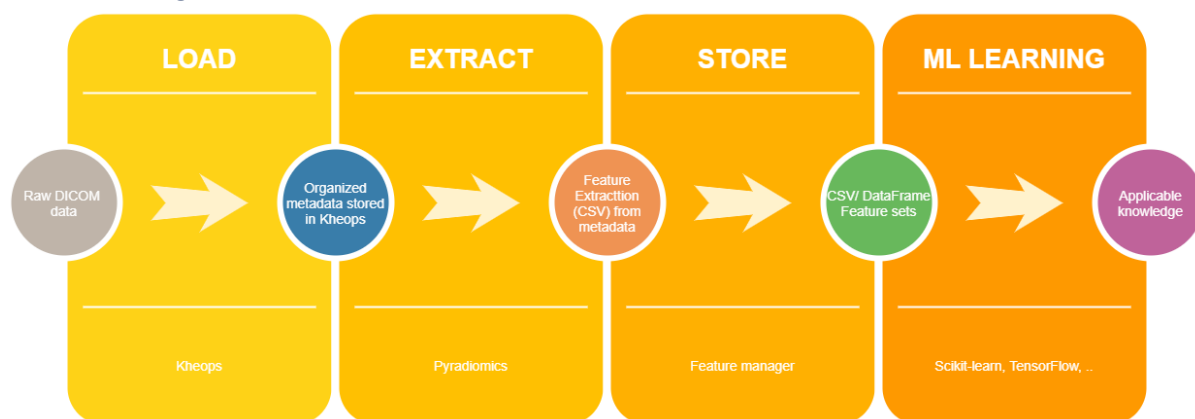 LOAD
EXTRACT
STORE
ML LEARNING
Raw DICOM
data
Organized
metadata stored
in Kheops
Feature
Extracttion
(CSV) from
metadata
CSV/ DataFrame
Feature sets
Applicable
knowledge
Kheops
Pyradiomics
Feature manager
Scikit-learn, TensorFlow, ..